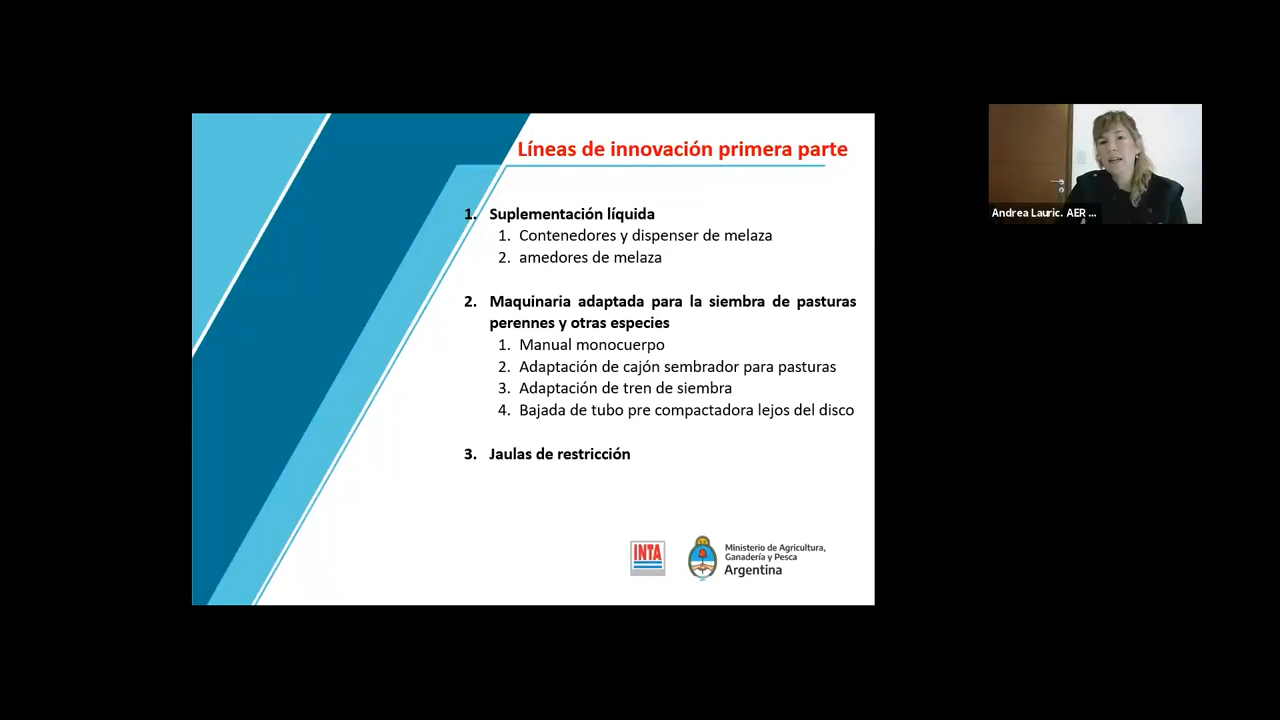 Líneas de innovación primera parte
1. Suplementación líquida
1. Contenedores y dispenser de melaza
2. amedores de melaza
2. Maquinaria adaptada para la siembra de pasturas
perennes y otras especies
1. Manual monocuerpo
2. Adaptación de cajón sembrador para pasturas
3. Adaptación de tren de siembra
4. Bajada de tubo pre compactadora lejos del disco
3. Jaulas de restricción
INTA
Ministerio de Agricultura,
Ganadería y Pesca
Argentina
Andrea Lauric. AER ...